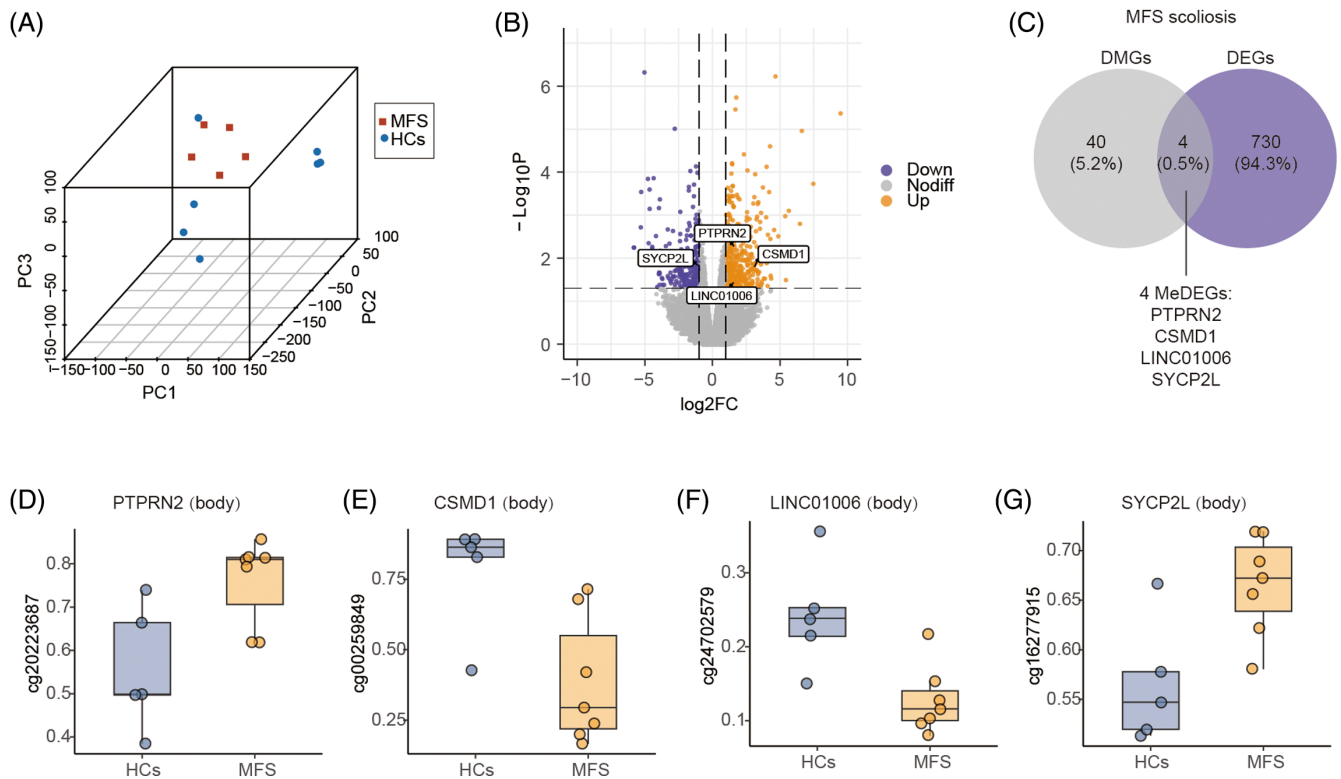 (A)
MFS
HCs
100
50
0
−50
−100
−150
PC3
−150
−100
−50
0
50
100
150
PC1
100
50
0
−50
−100
−150
−200
−250
PC2
(B)
6
4
2
0
−Log10P
−10
−5
0
5
10
log2FC
PTPRN2
SYCP2L
CSMD1
LINC01006
Down
Nodiff
Up
(C)
MFS scoliosis
DMGs
DEGs
40
(5.2%)
4
(0.5%)
730
(94.3%)
4 MeDEGs:
PTPRN2
CSMD1
LINC01006
SYCP2L
(D)
PTPRN2 (body)
cg20223687
0.8
0.7
0.6
0.5
0.4
HCs
MFS
(E)
CSMD1 (body)
cg00259849
0.75
0.50
0.25
HCs
MFS
(F)
LINC01006 (body)
cg24702579
0.3
0.2
0.1
HCs
MFS
(G)
SYCP2L (body)
cg16277915
0.70
0.65
0.60
0.55
HCs
MFS